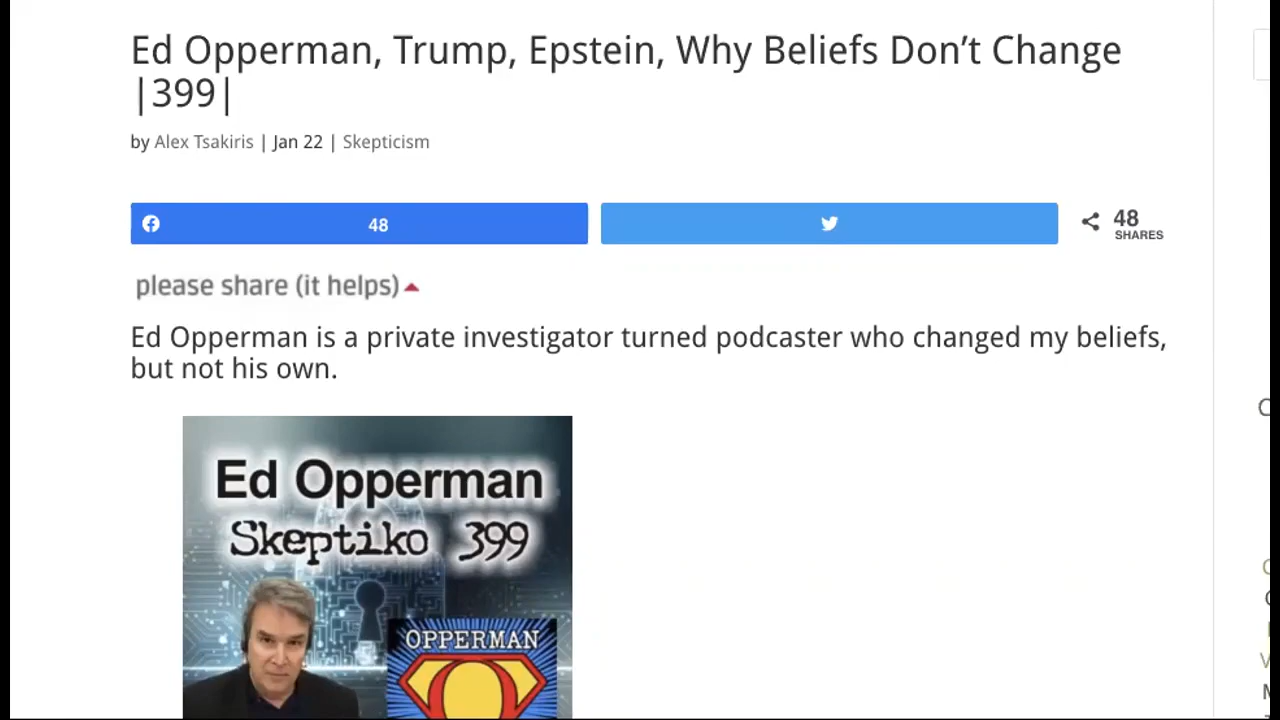 Ed Opperman, Trump, Epstein, Why Beliefs Don’t Change
|399|
by Alex Tsakiris | Jan 22 | Skepticism
48
48
SHARES
please share (it helps)
Ed Opperman is a private investigator turned podcaster who changed my beliefs,
but not his own.
Ed Opperman
Skeptiko 399
OPPERMAN